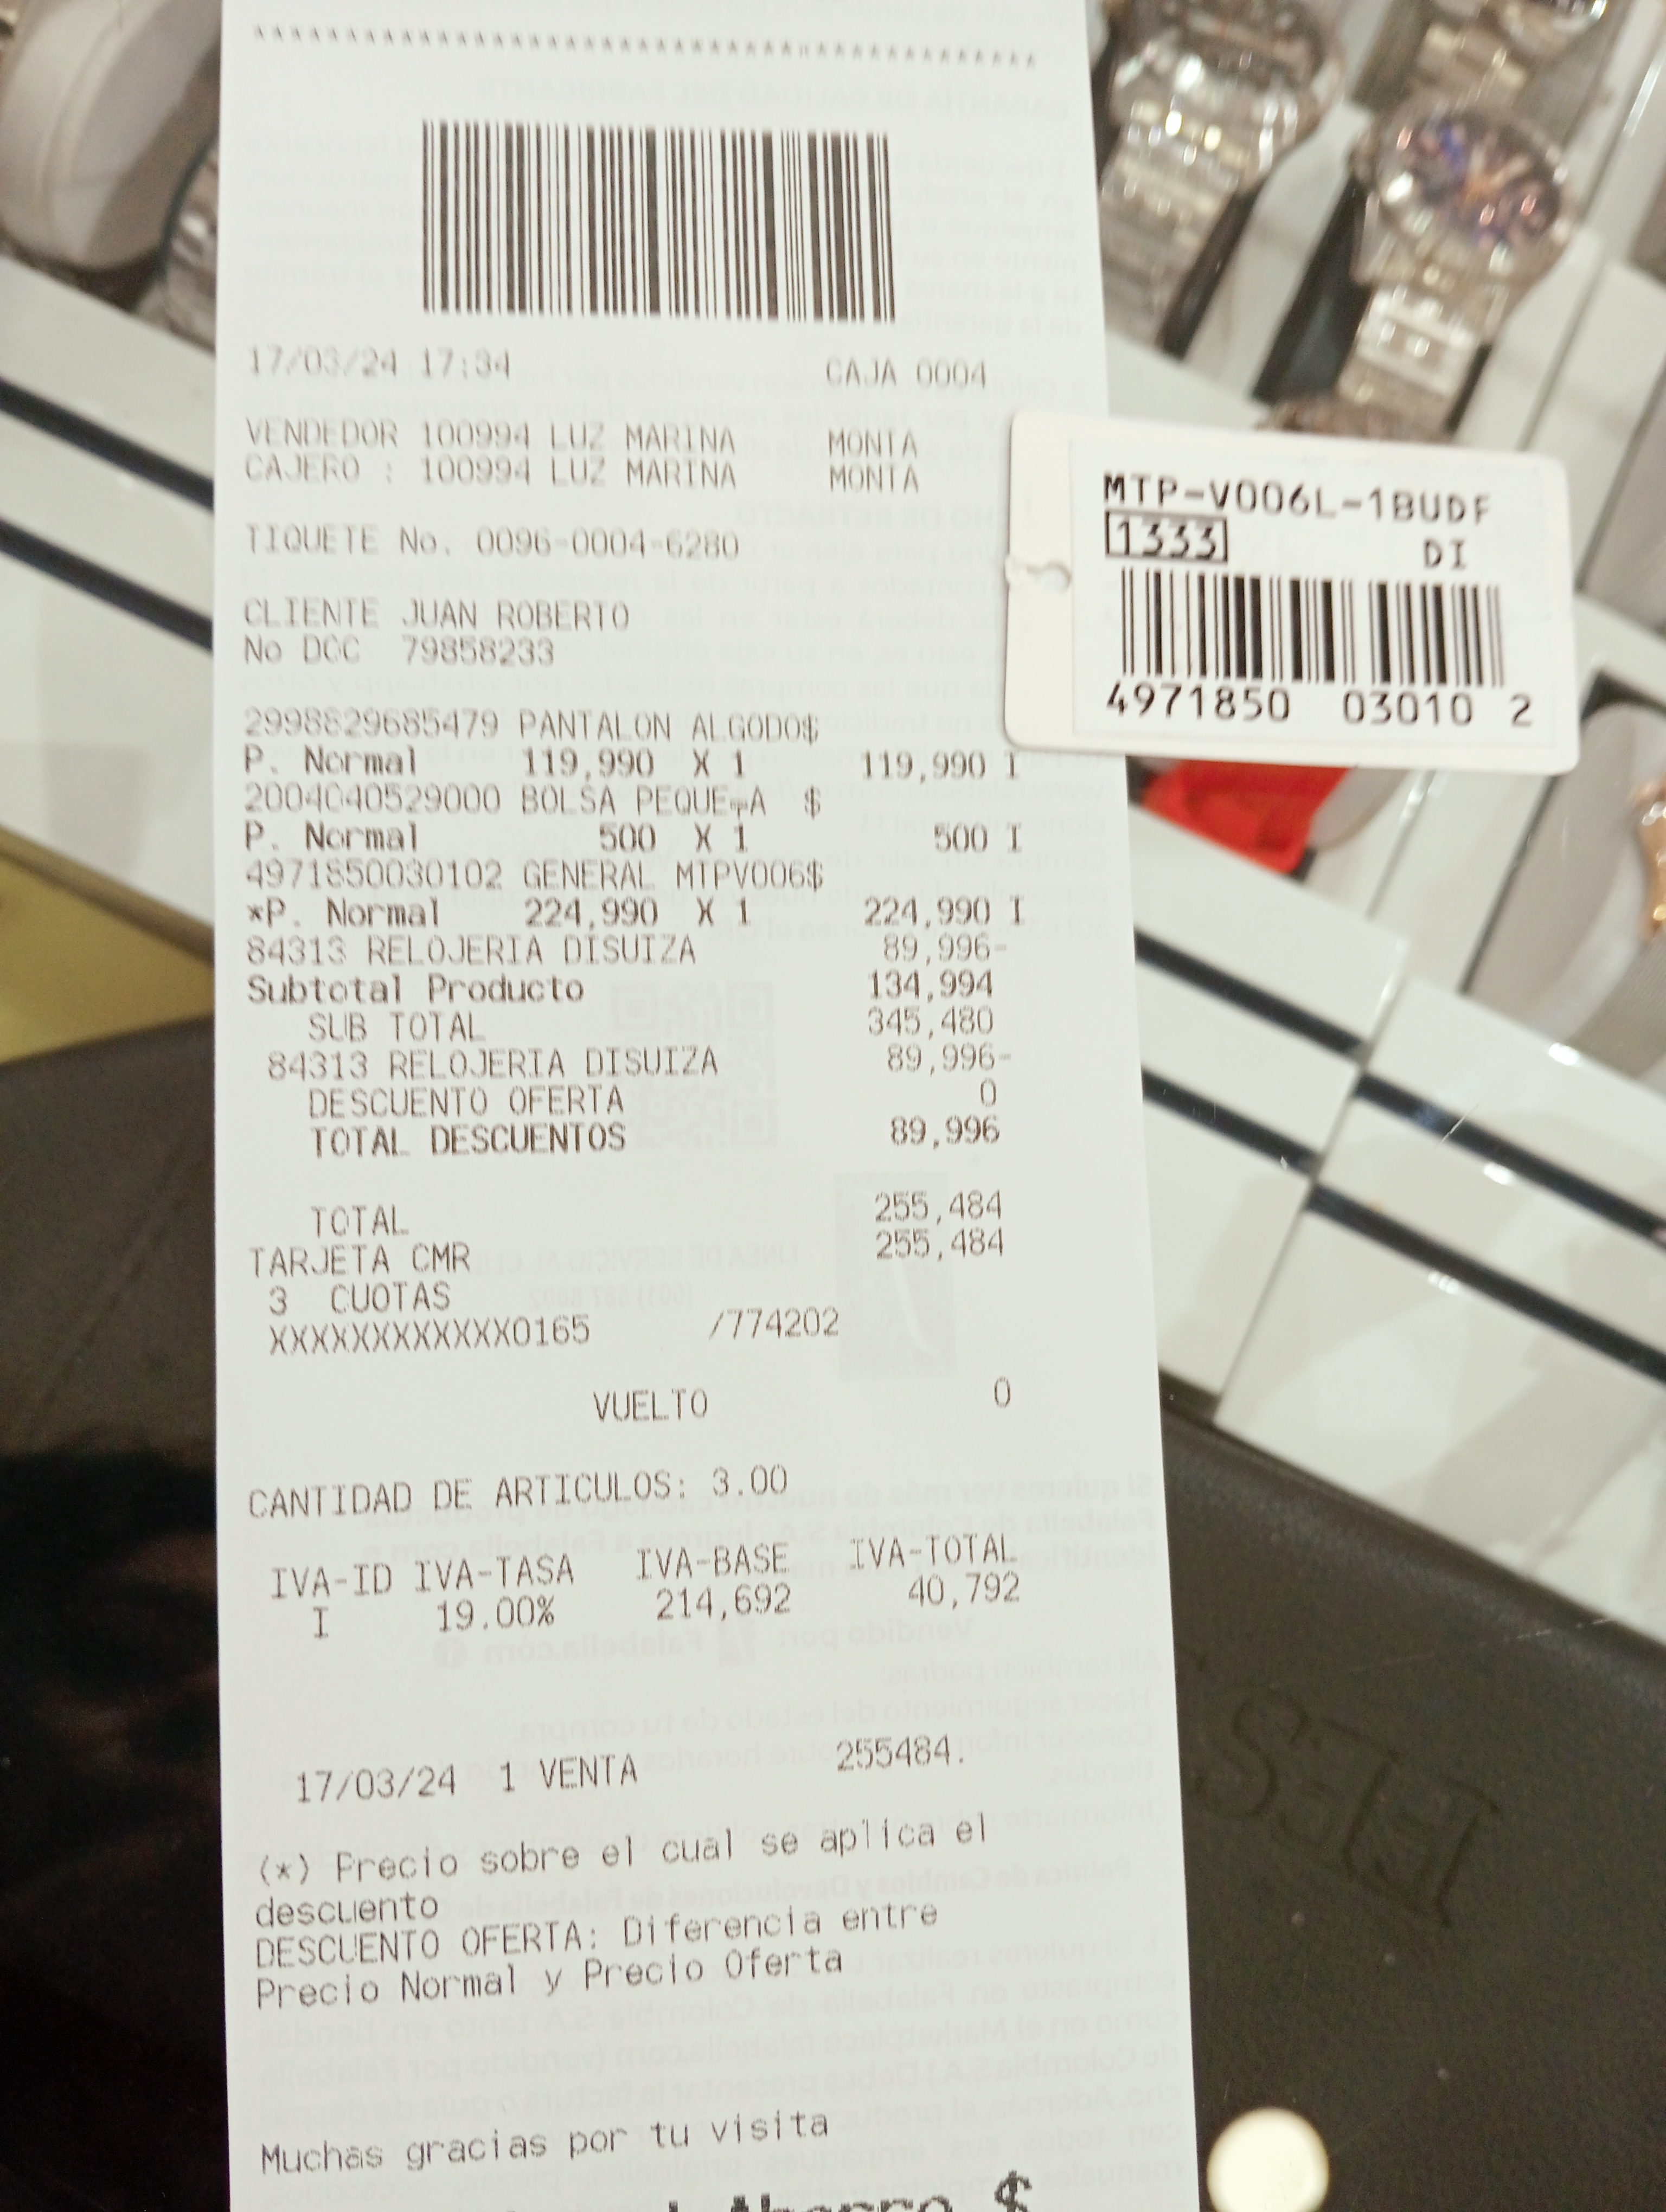 ****************************************************
17/03/24 17:34 CAJA 0004
VENDEDOR 100994 LUZ MARINA MONTA
CAJERO : 100994 LUZ MARINA MONTA
TIQUETE No. 0096-0004-6280
CLIENTE JUAN ROBERTO
No DOC 79858233
2998829685479 PANTALON ALGODO$
P. Normal 119,990 X 1 119,990 I
2004040529000 BOLSA PEQUE┬A $
P. Normal 500 X 1 500 I
4971850030102 GENERAL MTPV006$
*P. Normal 224,990 X 1 224,990 I
84313 RELOJERIA DISUIZA 89,996-
Subtotal Producto 134,994
SUB TOTAL 345,480
84313 RELOJERIA DISUIZA 89,996-
DESCUENTO OFERTA 0
TOTAL DESCUENTOS 89,996
TOTAL 255,484
TARJETA CMR 255,484
3 CUOTAS
XXXXXXXXXXXX0165 /774202
VUELTO 0
CANTIDAD DE ARTICULOS: 3.00
IVA-ID IVA-TASA IVA-BASE IVA-TOTAL
I 19.00% 214,692 40,792
17/03/24 1 VENTA 255484.
(*) Precio sobre el cual se aplica el
descuento
DESCUENTO OFERTA: Diferencia entre
Precio Normal y Precio Oferta
Muchas gracias por tu visita
$
MTP-V006L-1BUDF
1333 DI
4971850 03010 2